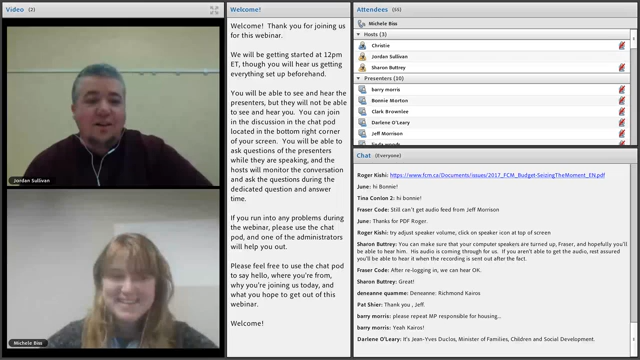 Video (2)
Jordan Sullivan
Michele Biss
Welcome!
Welcome!  Thank you for joining us
for this webinar.
We will be getting started at 12pm
ET, though you will hear us getting
everything set up beforehand.
You will be able to see and hear the
presenters, but they will not be able
to see and hear you.  You can join
in the discussion in the chat pod
located in the bottom right corner
of your screen.  You will be able to
ask questions of the presenters
while they are speaking, and the
hosts will monitor the conversation
and ask the questions during the
dedicated question and answer
time.
If you run into any problems during
the webinar, please use the chat
pod, and one of the administrators
will help you out.
Please feel free to use the chat pod
to say hello, where you're from,
why you're joining us today, and
what you hope to get out of this
webinar.
Welcome!
Attendees (55)
Michele Biss
Hosts (3)
Christie
Jordan Sullivan
Sharon Buttrey
Presenters (10)
barry morris
Bonnie Morton
Clark Brownlee
Darlene O'Leary
Jeff Morrison
Chat (Everyone)
Roger Kishi: https://www.fcm.ca/Documents/issues/2017_FCM_Budget-SeizingTheMoment_EN.pdf
June: hi Bonnie!
Tina Conlon 2: hi bonnie!
Fraser Code: Still can't get audio feed from Jeff Morrison
June: Thanks for PDF Roger.
Roger Kishi: try adjust speaker volume, click on speaker icon at top of screen
Sharon Buttrey: You can make sure that your computer speakers are turned up, Fraser, and hopefully you'll
be able to hear him.  His audio is coming through for us.  If you aren't able to get the audio, rest assured
you'll be able to hear it when the recording is sent out after the fact.
Fraser Code: After re-logging in, we can hear OK.
Sharon Buttrey: Great!
deneanne quamme: Deneanne: Richmond Kairos
Pat Shier: Thank you , Jeff.
barry morris: please repeat MP responsible for housing...
barry morris: Yeah Kairos!
Darlene O'Leary: It's Jean-Yves Duclos, Minister of Families, Children and Social Development.